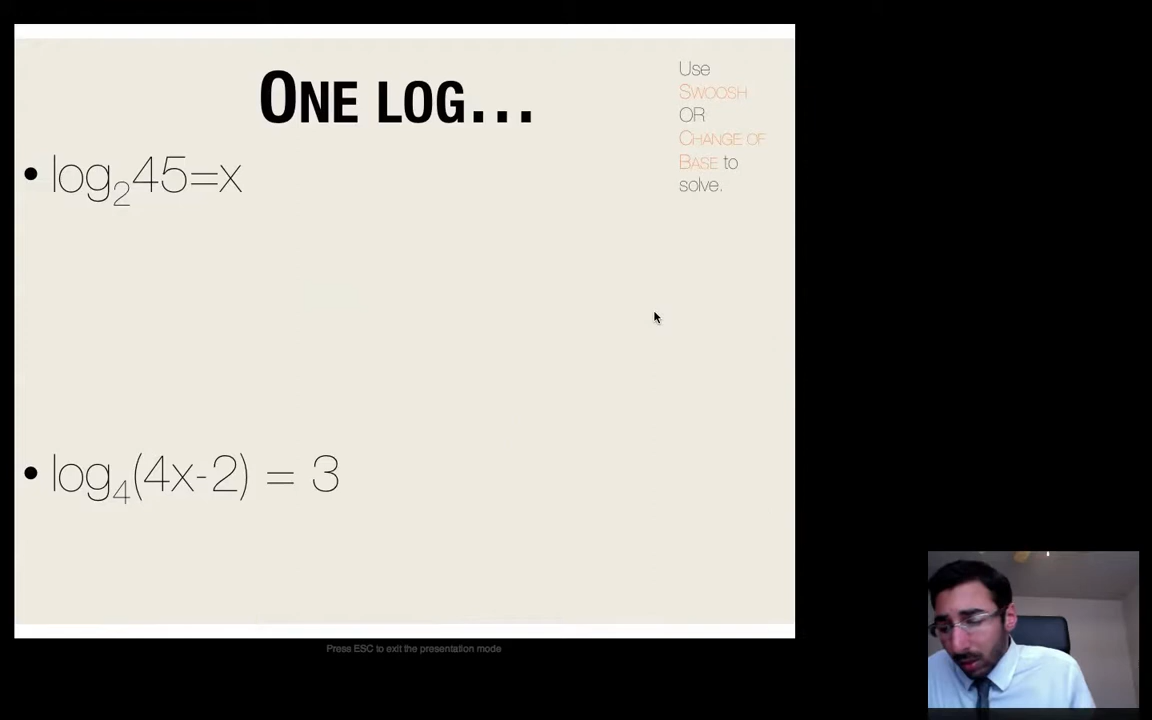 ONE LOG...
Use
SWOOSH
OR
CHANGE OF
BASE to
solve.
• log₂45=x
• log₄(4x-2) = 3
Press ESC to exit the presentation mode